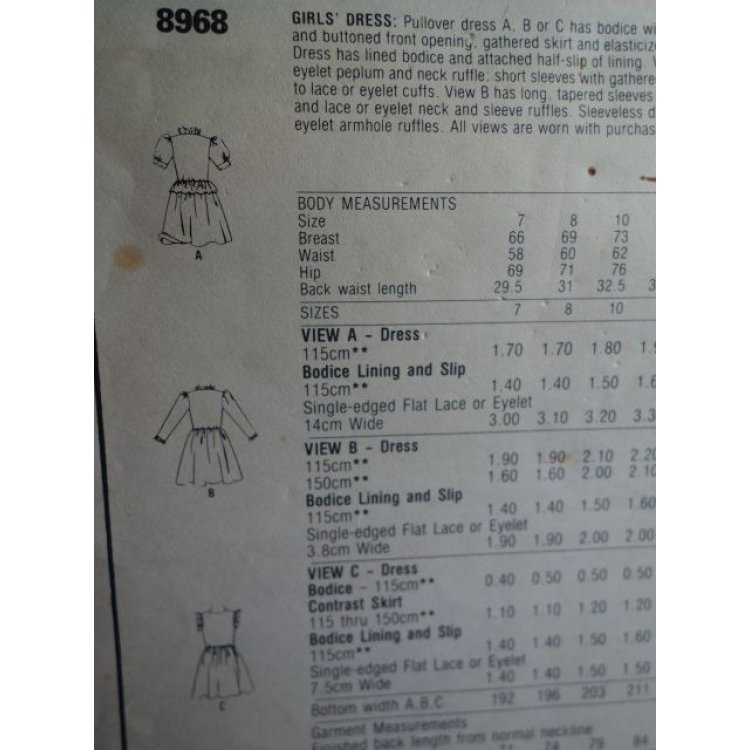 8968
GIRLS' DRESS: Pullover dress A, B or C has bodice
and buttoned front opening, gathered skirt and
Dress has lined bodice and attached half-slip of lining.
eyelet peplum and neck ruffle, short sleeves with
to lace or eyelet cuffs. View B has long, tapered sleeves
and lace or eyelet neck and sleeve ruffles. Sleeveless
eyelet armhole ruffles. All views are worn with
BODY MEASUREMENTS
Size 7 8 10
Breast 66 69 73
Waist 58 60 62
Hip 69 71 76
Back waist length 29.5 31 32.5
SIZES 7 8 10
VIEW A - Dress
115cm** 1.70 1.70 1.80
Bodice Lining and Slip
115cm** 1.40 1.40 1.50
Single-edged Flat Lace or Eyelet
14cm Wide 3.00 3.10 3.20
VIEW B - Dress
115cm** 1.90 1.90 2.10 2.20
150cm** 1.60 1.60 2.00 2.10
Bodice Lining and Slip
115cm** 1.40 1.40 1.50 1.60
Single-edged Flat Lace or Eyelet
3.8cm Wide 1.90 1.90 2.00 2.00
VIEW C - Dress
Bodice - 115cm** 0.40 0.50 0.50 0.50
Contrast Skirt
115 thru 150cm** 1.10 1.10 1.20 1.20
Bodice Lining and Slip
115cm** 1.40 1.40 1.50 1.60
Single-edged Flat Lace or Eyelet
7.5cm Wide 1.40 1.40 1.50 1.50
Bottom width A,B,C 192 196 203 211
Garment Measurements
Finished back length from normal neckline
74 79 84
A
B
C